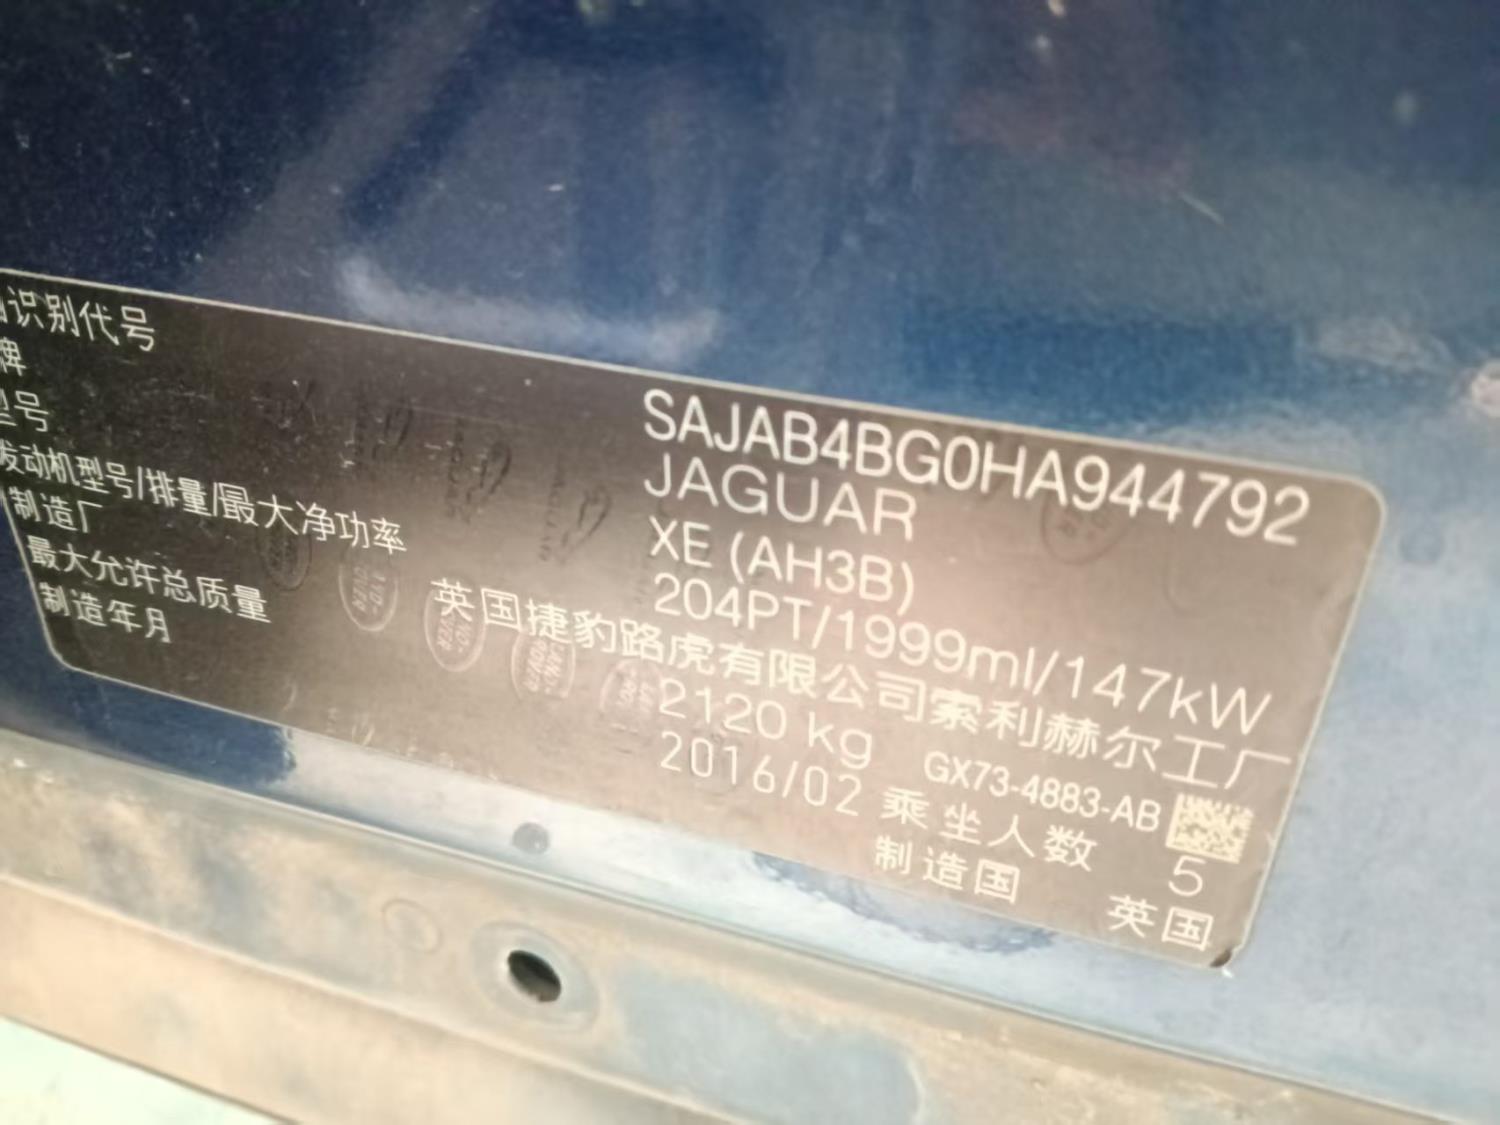 识别代号 SAJAB4BG0HA944792
牌 JAGUAR
型号 XE (AH3B)
发动机型号/排量/最大净功率 204PT/1999ml/147kW
制造厂 英国捷豹路虎有限公司索利赫尔工厂
最大允许总质量 2120 kg GX73-4883-AB
制造年月 2016/02 乘坐人数 5
制造国 英国